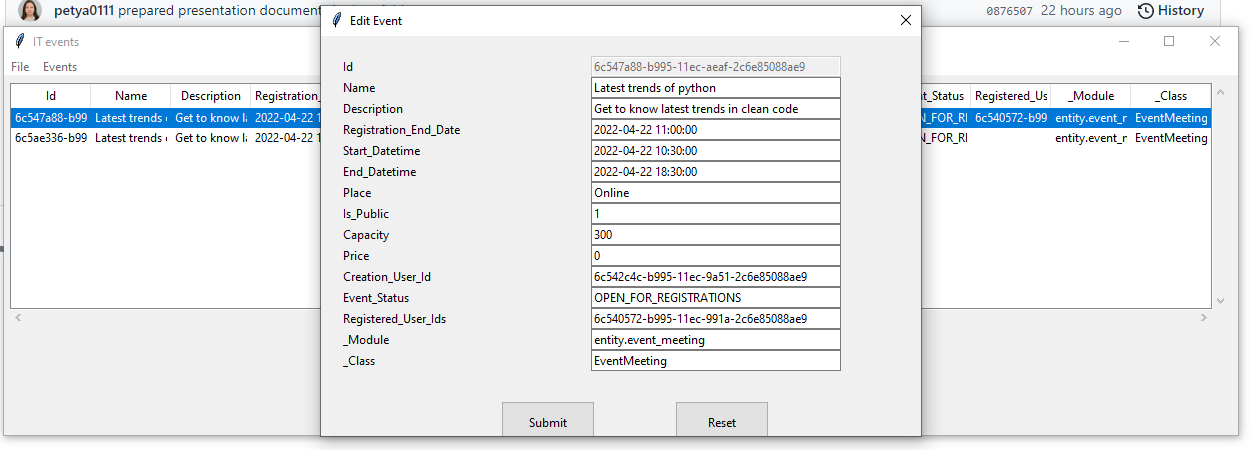 petya0111 prepared presentation document
0876507 22 hours ago History
IT events
File Events
Id Name Description Registration_
6c547a88-b99 Latest trends Get to know 2022-04-22 1
6c5ae336-b99 Latest trends Get to know 2022-04-22 1
Edit Event
Id 6c547a88-b995-11ec-aeaf-2c6e85088ae9
Name Latest trends of python
Description Get to know latest trends in clean code
Registration_End_Date 2022-04-22 11:00:00
Start_Datetime 2022-04-22 10:30:00
End_Datetime 2022-04-22 18:30:00
Place Online
Is_Public 1
Capacity 300
Price 0
Creation_User_Id 6c542c4c-b995-11ec-9a51-2c6e85088ae9
Event_Status OPEN_FOR_REGISTRATIONS
Registered_User_Ids 6c540572-b995-11ec-991a-2c6e85088ae9
_Module entity.event_meeting
_Class EventMeeting
Submit Reset
t_Status Registered_Us _Module _Class
N_FOR_RE 6c540572-b99 entity.event_n EventMeeting
N_FOR_RE entity.event_n EventMeeting